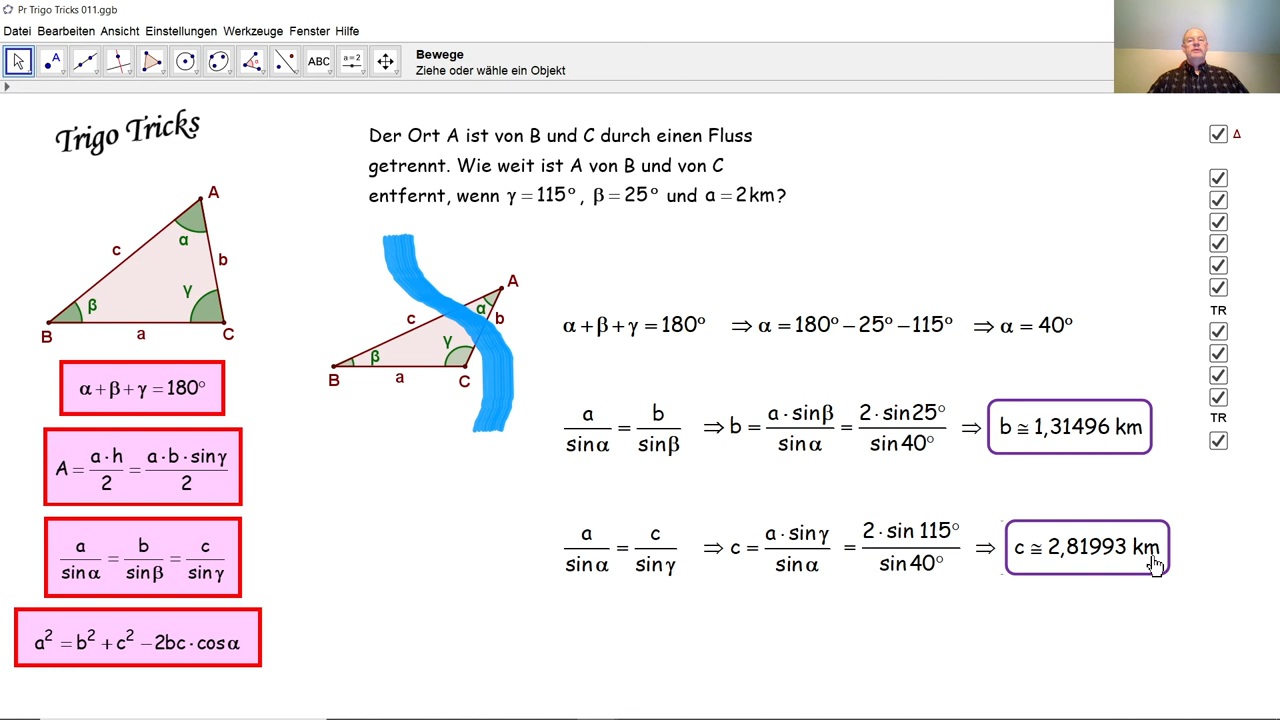 Pr Trigo Tricks 011.ggb
Datei Bearbeiten Ansicht Einstellungen Werkzeuge Fenster Hilfe
A
α
ABC
a=2
Bewege
Ziehe oder wähle ein Objekt
Trigo Tricks
A
α
c
b
β
γ
B
a
C
α+β+γ=180°
A=a·h/2=a·b·sinγ/2
a/sinα=b/sinβ=c/sinγ
a²=b²+c²−2bc·cosα
Der Ort A ist von B und C durch einen Fluss
getrennt. Wie weit ist A von B und von C
entfernt, wenn γ=115°, β=25° und a=2km?
A
α
c
b
β
γ
B
a
C
α+β+γ=180° ⇒α=180°−25°−115° ⇒α=40°
a/sinα=b/sinβ ⇒b=a·sinβ/sinα=2·sin25°/sin40° ⇒ b≅1,31496 km
a/sinα=c/sinγ ⇒c=a·sinγ/sinα=2·sin 115°/sin40° ⇒ c≅2,81993 km
Δ
TR
TR